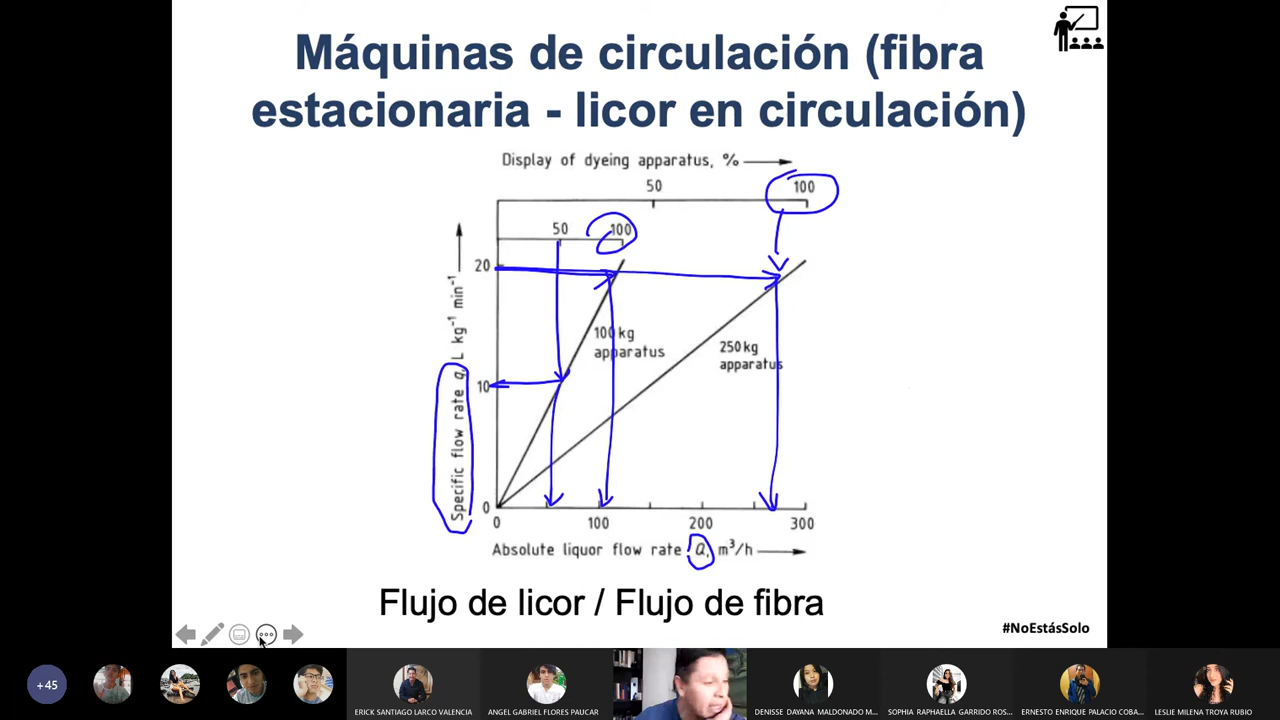 Máquinas de circulación (fibra
estacionaria - licor en circulación)
Display of dyeing apparatus, %
50
100
50
100
20
10
0
Specific flow rate q, L kg⁻¹ min⁻¹
100 kg
apparatus
250 kg
apparatus
0
100
200
300
Absolute liquor flow rate Q, m³/h
Flujo de licor / Flujo de fibra
#NoEstásSolo
+45
ERICK SANTIAGO LARCO VALENCIA
ANGEL GABRIEL FLORES PAUCAR
DENISSE DAYANA MALDONADO M...
SOPHIA RAPHAELLA GARRIDO ROS...
ERNESTO ENRIQUE PALACIO COBA...
LESLIE MILENA TROYA RUBIO